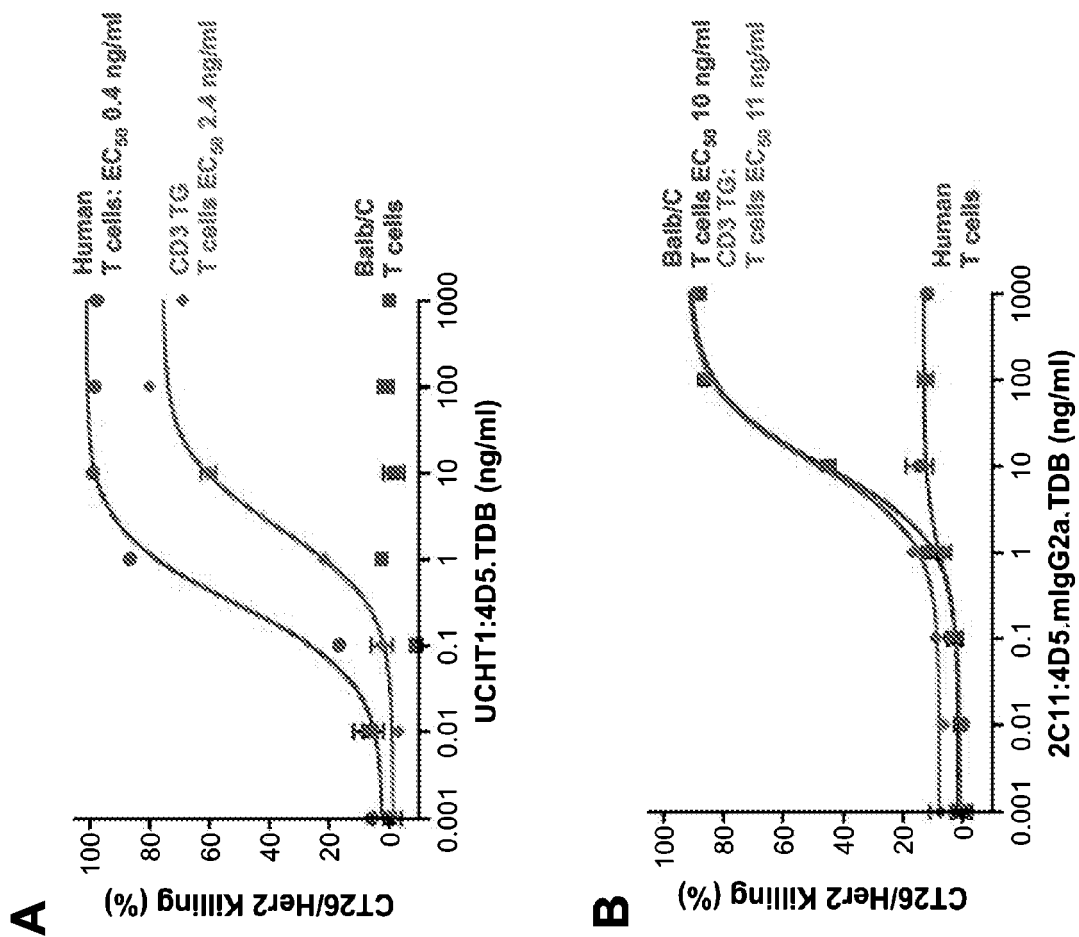 A
CT26/Her2 Killing (%)
100
80
60
40
20
0
0.001
0.01
0.1
1
10
100
1000
UCHT1:4D5.TDB (ng/ml)
Human
T cells: EC50 0.4 ng/ml
CD3 TG
T cells EC50 2.4 ng/ml
Balb/C
T cells
B
CT26/Her2 Killing (%)
100
80
60
40
20
0
0.001
0.01
0.1
1
10
100
1000
2C11:4D5.mIgG2a.TDB (ng/ml)
Balb/C
T cells EC50 10 ng/ml
CD3 TG:
T cells EC50 11 ng/ml
Human
T cells